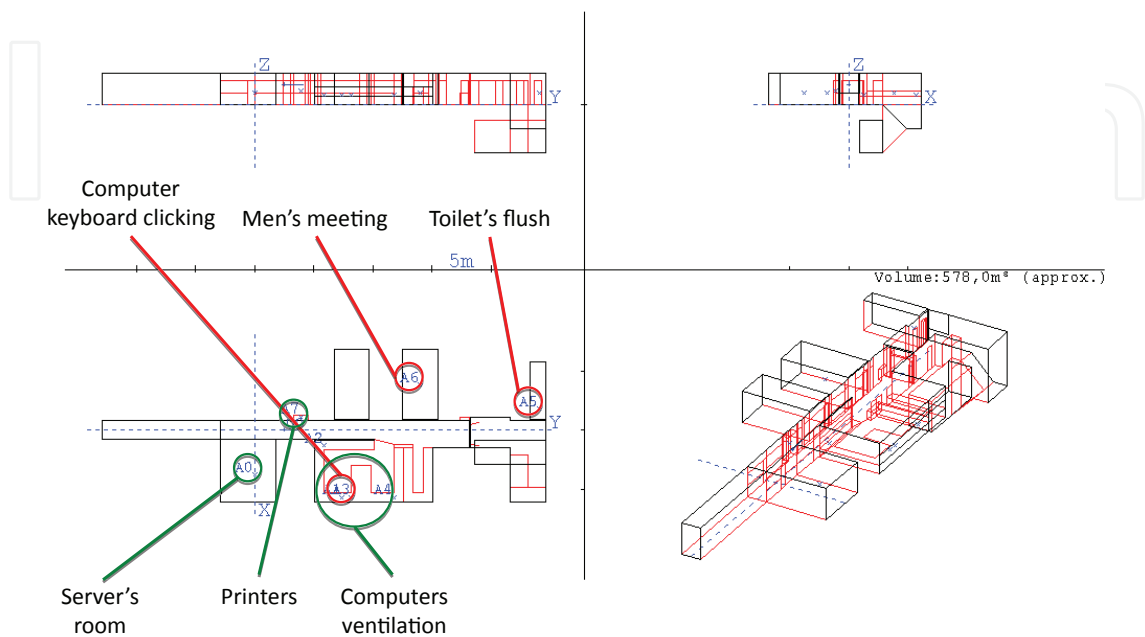 Z
Y
Z
X
Computer
keyboard clicking
Men's meeting
Toilet's flush
5m
Volume:578,0m³ (approx.)
A6
A5
A7
Y
A2
A0
A3
A4
X
Server's
room
Printers
Computers
ventilation